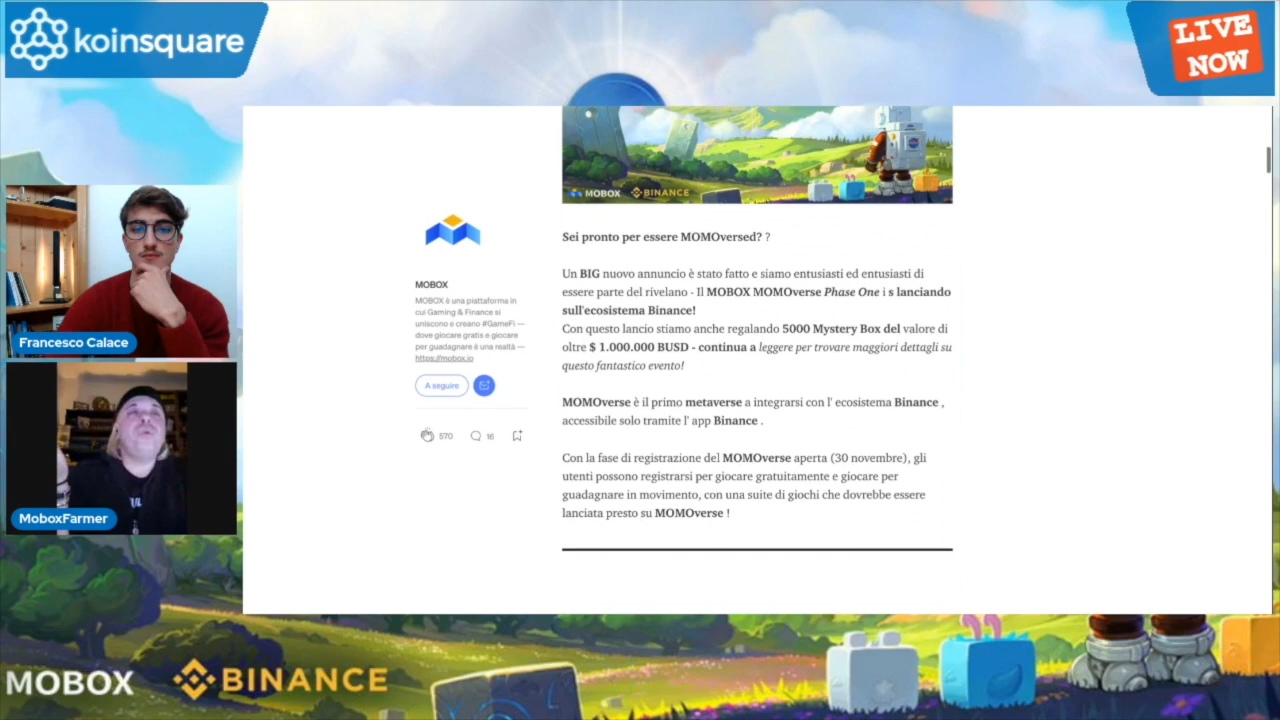 koinsquare
LIVE
NOW
MOBOX BINANCE
Sei pronto per essere MOMOversed? ?
Un BIG nuovo annuncio è stato fatto e siamo entusiasti ed entusiasti di
essere parte del rivelano - Il MOBOX MOMOverse Phase One i s lanciando
sull'ecosistema Binance!
Con questo lancio stiamo anche regalando 5000 Mystery Box del valore di
oltre $ 1.000.000 BUSD - continua a leggere per trovare maggiori dettagli su
questo fantastico evento!
MOMOverse è il primo metaverse a integrarsi con l' ecosistema Binance ,
accessibile solo tramite l' app Binance .
Con la fase di registrazione del MOMOverse aperta (30 novembre), gli
utenti possono registrarsi per giocare gratuitamente e giocare per
guadagnare in movimento, con una suite di giochi che dovrebbe essere
lanciata presto su MOMOverse !
MOBOX
MOBOX è una piattaforma in
cui Gaming & Finance si
uniscono e creano #GameFi —
dove giocare gratis e giocare
per guadagnare è una realtà —
https://mobox.io
A seguire
570 16
Francesco Calace
MoboxFarmer
MOBOX BINANCE